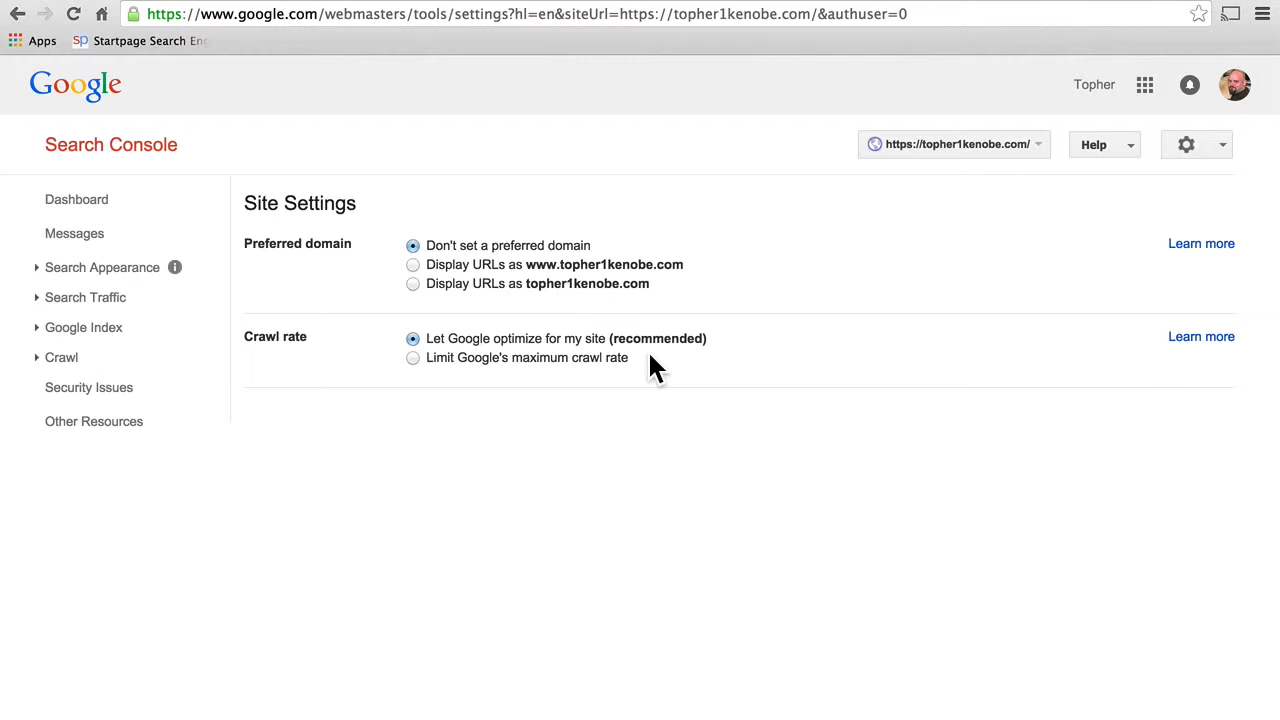 https://www.google.com/webmasters/tools/settings?hl=en&siteUrl=https://topher1kenobe.com/&authuser=0
Apps SP Startpage Search Eng
Google Topher
Search Console https://topher1kenobe.com/ Help
Dashboard
Messages
Search Appearance i
Search Traffic
Google Index
Crawl
Security Issues
Other Resources
Site Settings
Preferred domain Don't set a preferred domain Learn more
Display URLs as www.topher1kenobe.com
Display URLs as topher1kenobe.com
Crawl rate Let Google optimize for my site (recommended) Learn more
Limit Google's maximum crawl rate